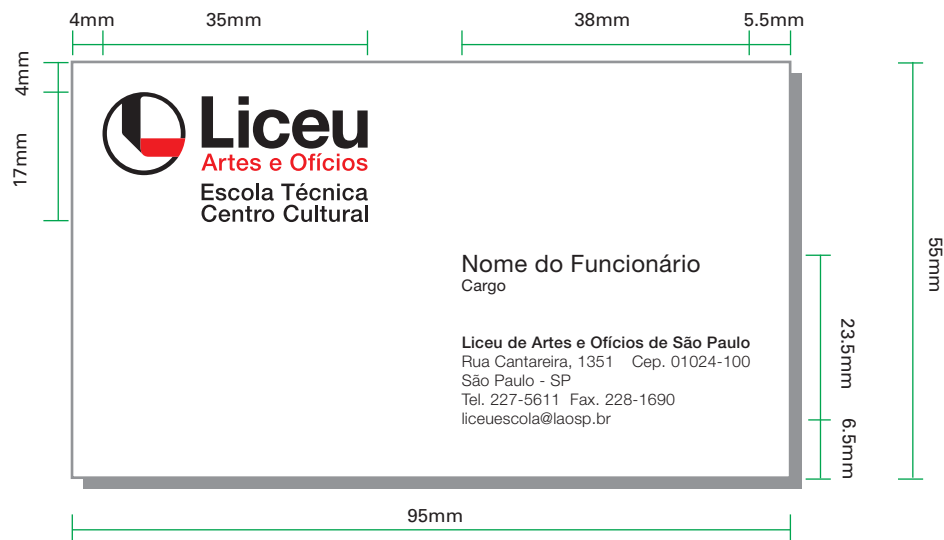 4mm
35mm
38mm
5.5mm
4mm
17mm
Liceu
Artes e Ofícios
Escola Técnica
Centro Cultural
Nome do Funcionário
Cargo
Liceu de Artes e Ofícios de São Paulo
Rua Cantareira, 1351 Cep. 01024-100
São Paulo - SP
Tel. 227-5611 Fax. 228-1690
liceuescola@laosp.br
55mm
23.5mm
6.5mm
95mm